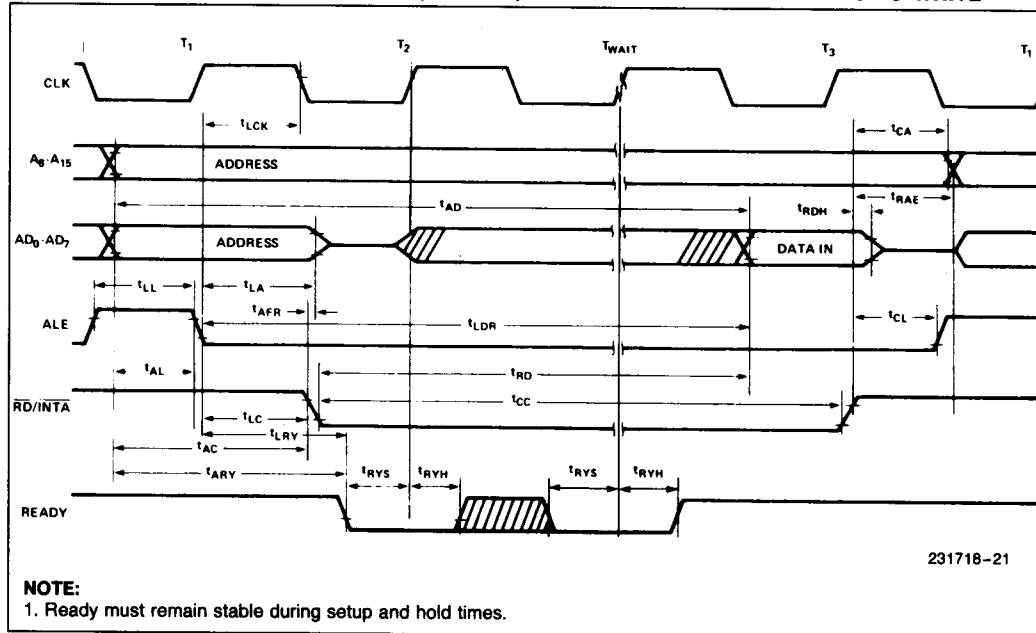 T1 T2 TWAIT T3 T1
CLK
tLCK tCA
A8-A15 ADDRESS
tAD tRDH tRAE
AD0-AD7 ADDRESS DATA IN
tLL tLA
tAFR
ALE tLDR tCL
tAL tRD
RD/INTA tCC
tLC
tLRY
tAC
tARY tRYS tRYH tRYS tRYH
READY
231718-21
NOTE:
1. Ready must remain stable during setup and hold times.